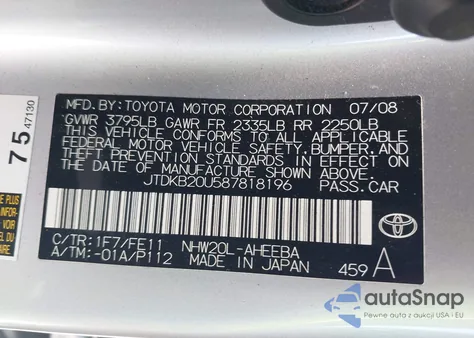 MFD.BY:TOYOTA MOTOR CORPORATION 07/08
GVWR 3795LB GAWR FR 2335LB RR 2250LB
THIS VEHICLE CONFORMS TO ALL APPLICABLE
FEDERAL MOTOR VEHICLE SAFETY, BUMPER, AND
THEFT PREVENTION STANDARDS IN EFFECT ON
THE DATE OF MANUFACTURE SHOWN ABOVE.
JTDKB20U587818196 PASS.CAR
C/TR:1F7/FE11 NHW20L-AHEEBA
A/TM:-01A/P112 MADE IN JAPAN
459 A
TOYOTA
75
47130
autoSnap
Pewne auta z aukcji USA i EU